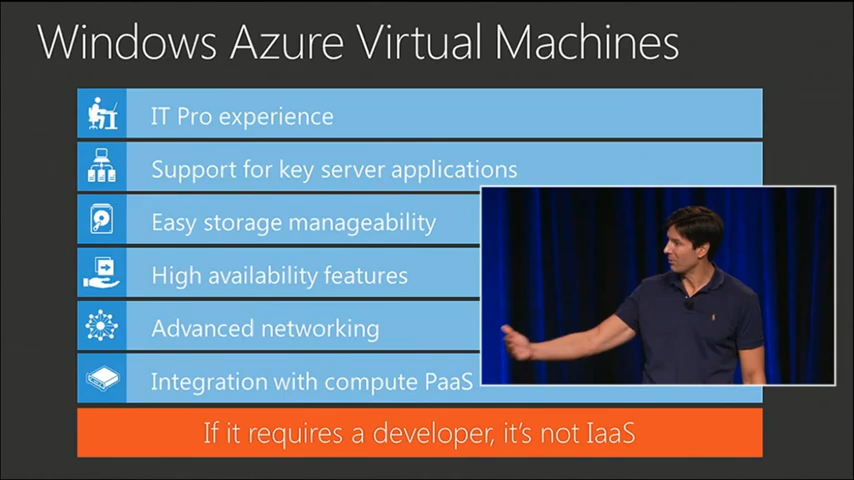 Windows Azure Virtual Machines
IT Pro experience
Support for key server applications
Easy storage manageability
High availability features
Advanced networking
Integration with compute PaaS
If it requires a developer, it's not IaaS